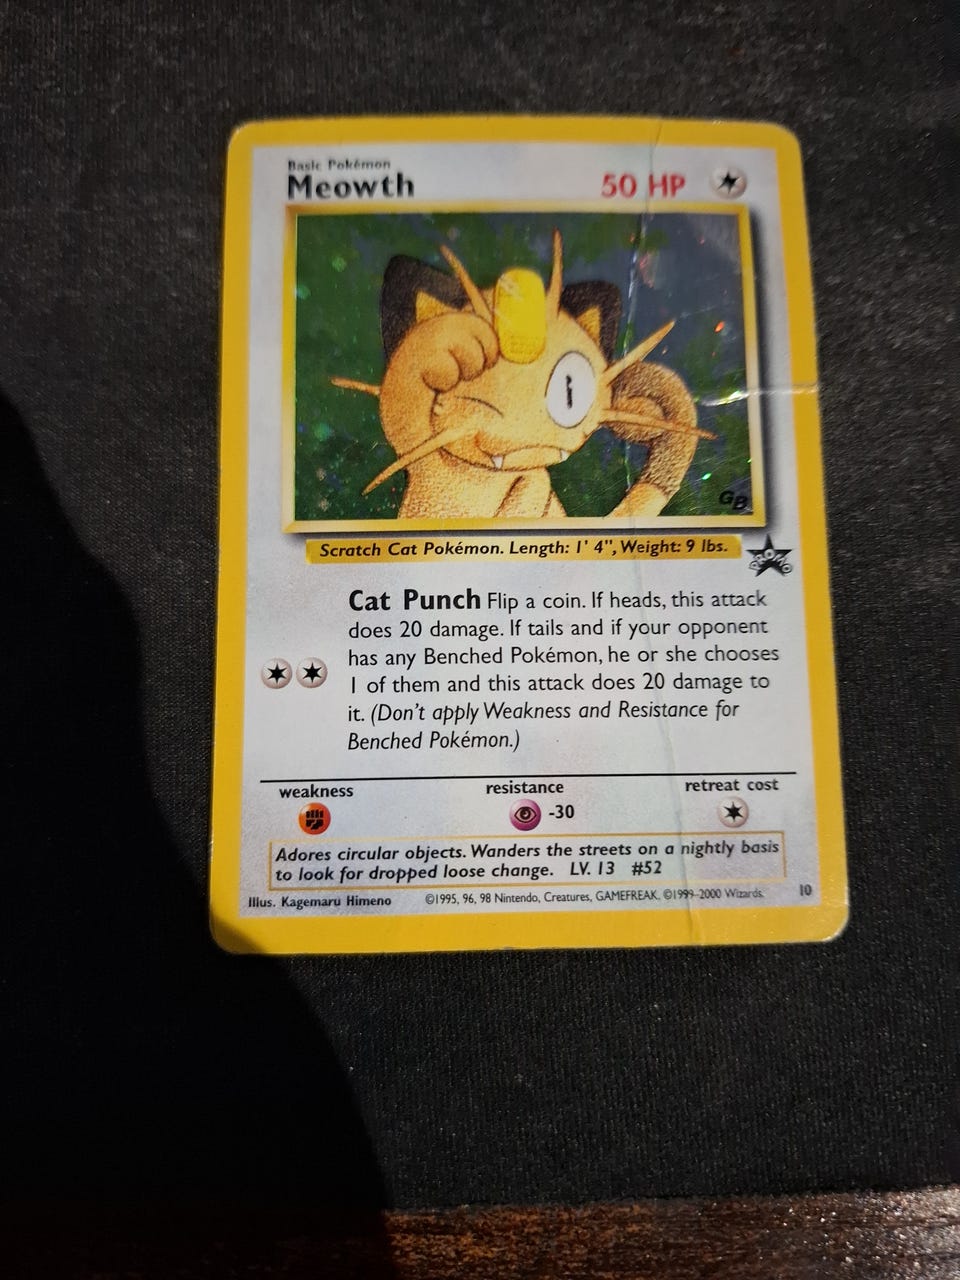 Basic Pokémon
Meowth 50 HP
GB
Scratch Cat Pokémon. Length: 1' 4", Weight: 9 lbs.
PROMO
Cat Punch Flip a coin. If heads, this attack
does 20 damage. If tails and if your opponent
has any Benched Pokémon, he or she chooses
1 of them and this attack does 20 damage to
it. (Don't apply Weakness and Resistance for
Benched Pokémon.)
weakness resistance retreat cost
-30
Adores circular objects. Wanders the streets on a nightly basis
to look for dropped loose change. LV. 13 #52
Illus. Kagemaru Himeno ©1995, 96, 98 Nintendo, Creatures, GAMEFREAK, ©1999-2000 Wizards. 10